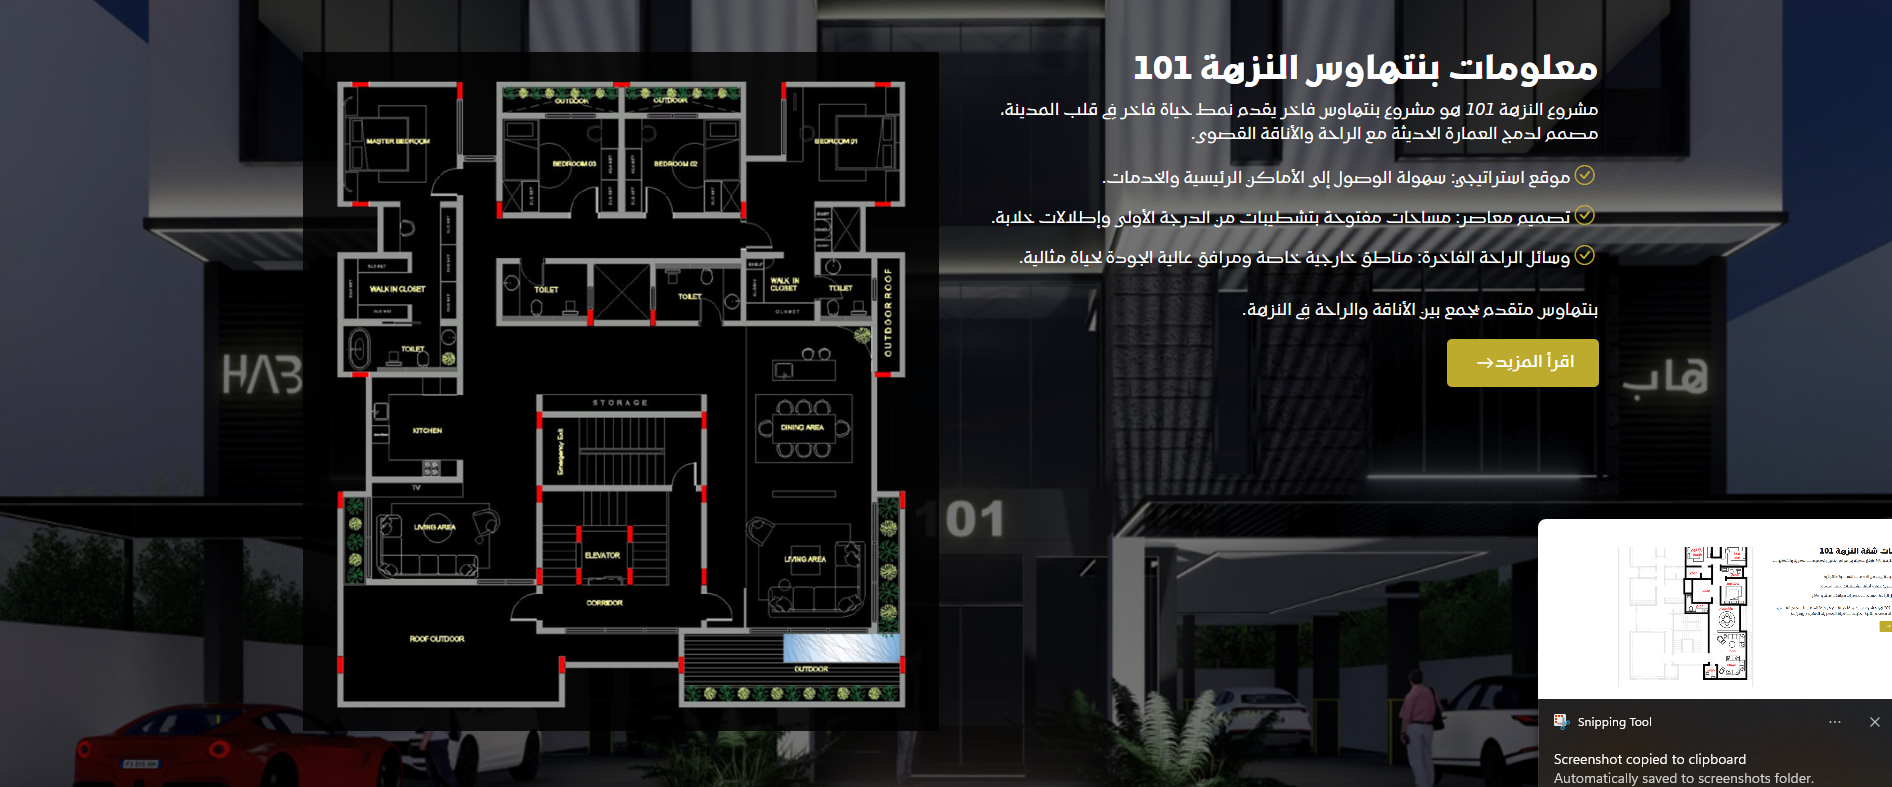 معلومات بنتهاوس النزهة 101
مشروع النزهة 101 هو مشروع بنتهاوس فاخر يقدم نمط حياة فاخر في قلب المدينة،
مصمم لدمج العمارة الحديثة مع الراحة والأناقة القصوى.
موقع استراتيجي: سهولة الوصول إلى الأماكن الرئيسية والخدمات.
تصميم معاصر: مساحات مفتوحة بتشطيبات من الدرجة الأولى وإطلالات خلابة.
وسائل الراحة الفاخرة: مناطق خارجية خاصة ومرافق عالية الجودة لحياة مثالية.
بنتهاوس متقدم يجمع بين الأناقة والراحة في النزهة.
اقرأ المزيد→
OUTDOOR
OUTDOOR
MASTER BEDROOM
BEDROOM 03
BEDROOM 02
BEDROOM 01
CLOSET
WALK IN CLOSET
TOILET
TOILET
WALK IN
CLOSET
TOILET
CLOSET
OUTDOOR ROOF
TOILET
STORAGE
KITCHEN
Emergency Exit
DINING AREA
TV
LIVING AREA
ELEVATOR
LIVING AREA
CORRIDOR
ROOF OUTDOOR
OUTDOOR
HAB
هاب
101
شقة النزهة 101
Snipping Tool
Screenshot copied to clipboard
Automatically saved to screenshots folder.